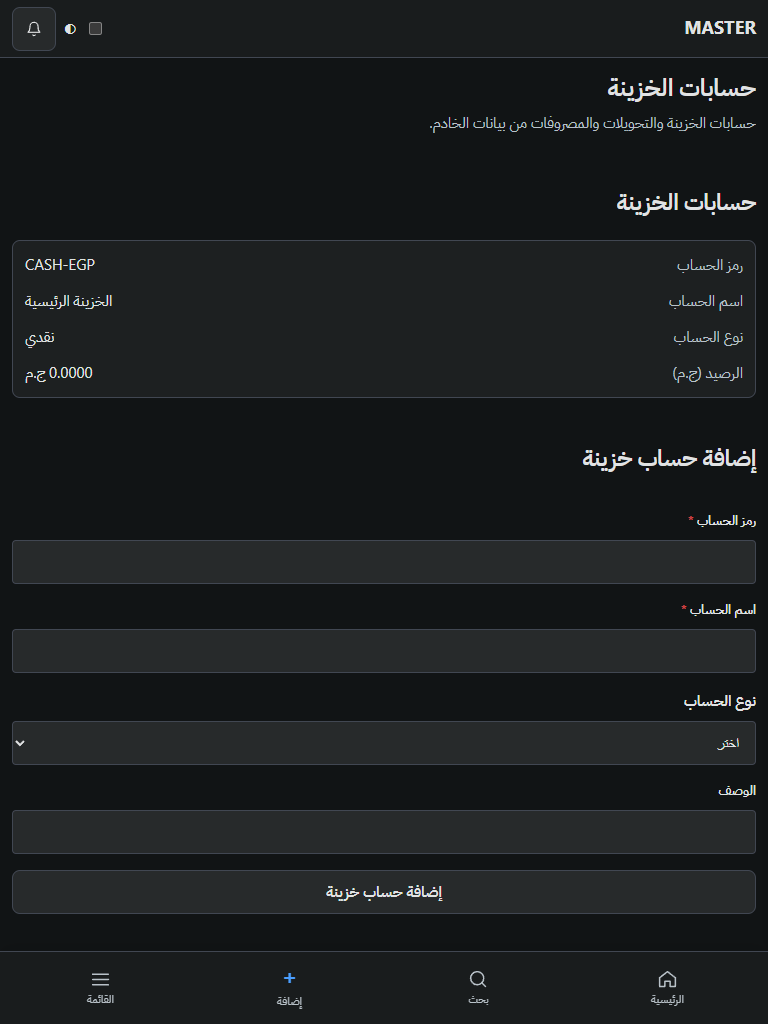 MASTER
حسابات الخزينة
حسابات الخزينة والتحويلات والمصروفات من بيانات الخادم.
حسابات الخزينة
رمز الحساب CASH-EGP
اسم الحساب الخزينة الرئيسية
نوع الحساب نقدي
الرصيد (ج.م) 0.0000 ج.م
إضافة حساب خزينة
رمز الحساب *
اسم الحساب *
نوع الحساب
اختر
الوصف
إضافة حساب خزينة
الرئيسية بحث إضافة القائمة